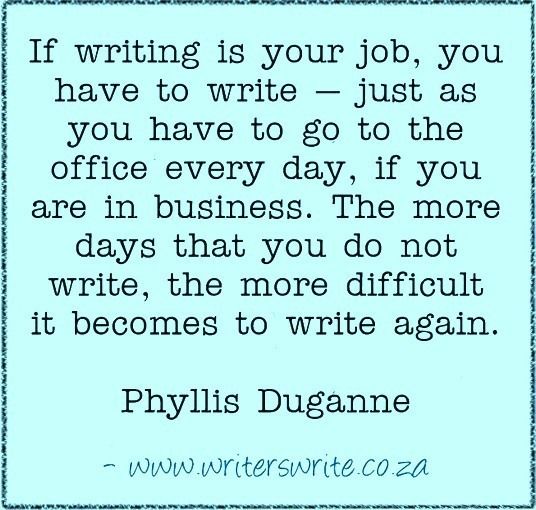 If writing is your job, you
have to write — just as
you have to go to the
office every day, if you
are in business. The more
days that you do not
write, the more difficult
it becomes to write again.
Phyllis Duganne
- www.writerswrite.co.za